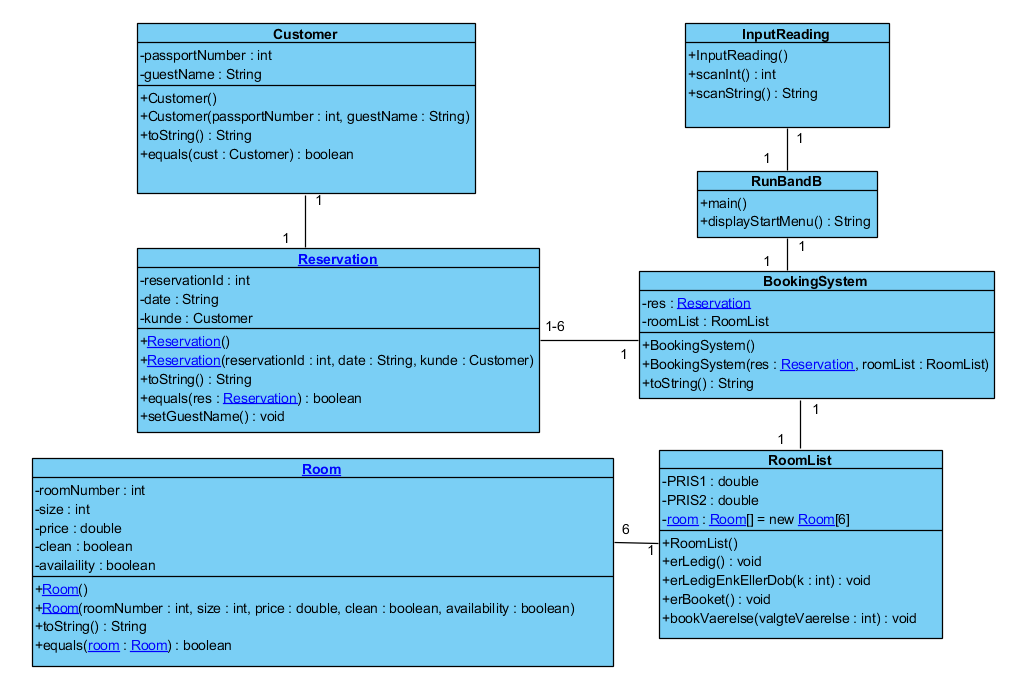 Customer
-passportNumber : int
-guestName : String
+Customer()
+Customer(passportNumber : int, guestName : String)
+toString() : String
+equals(cust : Customer) : boolean
1
1
InputReading
+InputReading()
+scanInt() : int
+scanString() : String
1
1
RunBandB
+main()
+displayStartMenu() : String
1
1
Reservation
-reservationId : int
-date : String
-kunde : Customer
+Reservation()
+Reservation(reservationId : int, date : String, kunde : Customer)
+toString() : String
+equals(res : Reservation) : boolean
+setGuestName() : void
1-6
1
BookingSystem
-res : Reservation
-roomList : RoomList
+BookingSystem()
+BookingSystem(res : Reservation, roomList : RoomList)
+toString() : String
1
1
Room
-roomNumber : int
-size : int
-price : double
-clean : boolean
-availaility : boolean
+Room()
+Room(roomNumber : int, size : int, price : double, clean : boolean, availability : boolean)
+toString() : String
+equals(room : Room) : boolean
6
1
RoomList
-PRIS1 : double
-PRIS2 : double
-room : Room[] = new Room[6]
+RoomList()
+erLedig() : void
+erLedigEnkEllerDob(k : int) : void
+erBooket() : void
+bookVaerelse(valgteVaerelse : int) : void